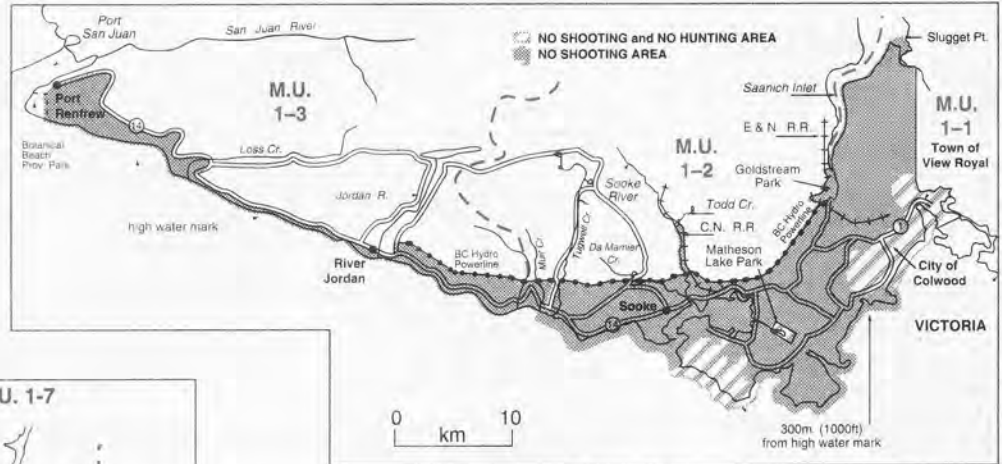 Port
San Juan
San Juan River
NO SHOOTING and NO HUNTING AREA
NO SHOOTING AREA
Slugget Pt.
M.U.
1–3
Port
Renfrew
14
Botanical
Beach
Prov. Park
Loss Cr.
high water mark
Jordan R.
River
Jordan
BC Hydro
Powerline
Muir Cr.
Tugwee Cr.
Sooke
River
Da Mamier
Cr.
Sooke
14
M.U.
1–2
Todd Cr.
C.N. R.R.
Matheson
Lake Park
Saanich Inlet
E & N R.R.
Goldstream
Park
BC Hydro
Powerline
M.U.
1–1
Town of
View Royal
1
City of
Colwood
VICTORIA
300m. (1000ft)
from high water mark
0 10
km
U. 1-7